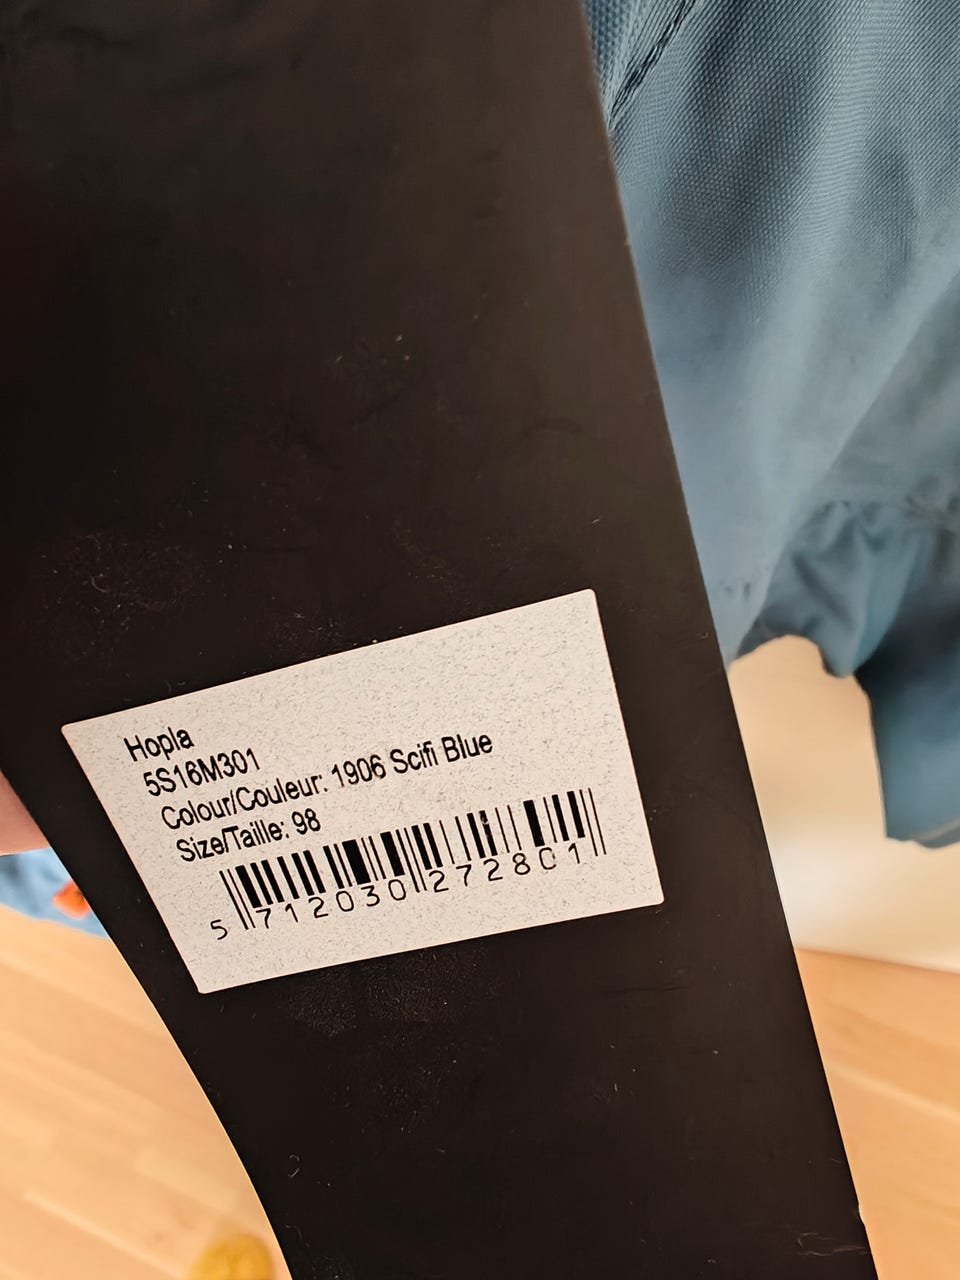 Hopla
5S16M301
Colour/Couleur: 1906 Scifi Blue
Size/Taille: 98
5 712030 272801